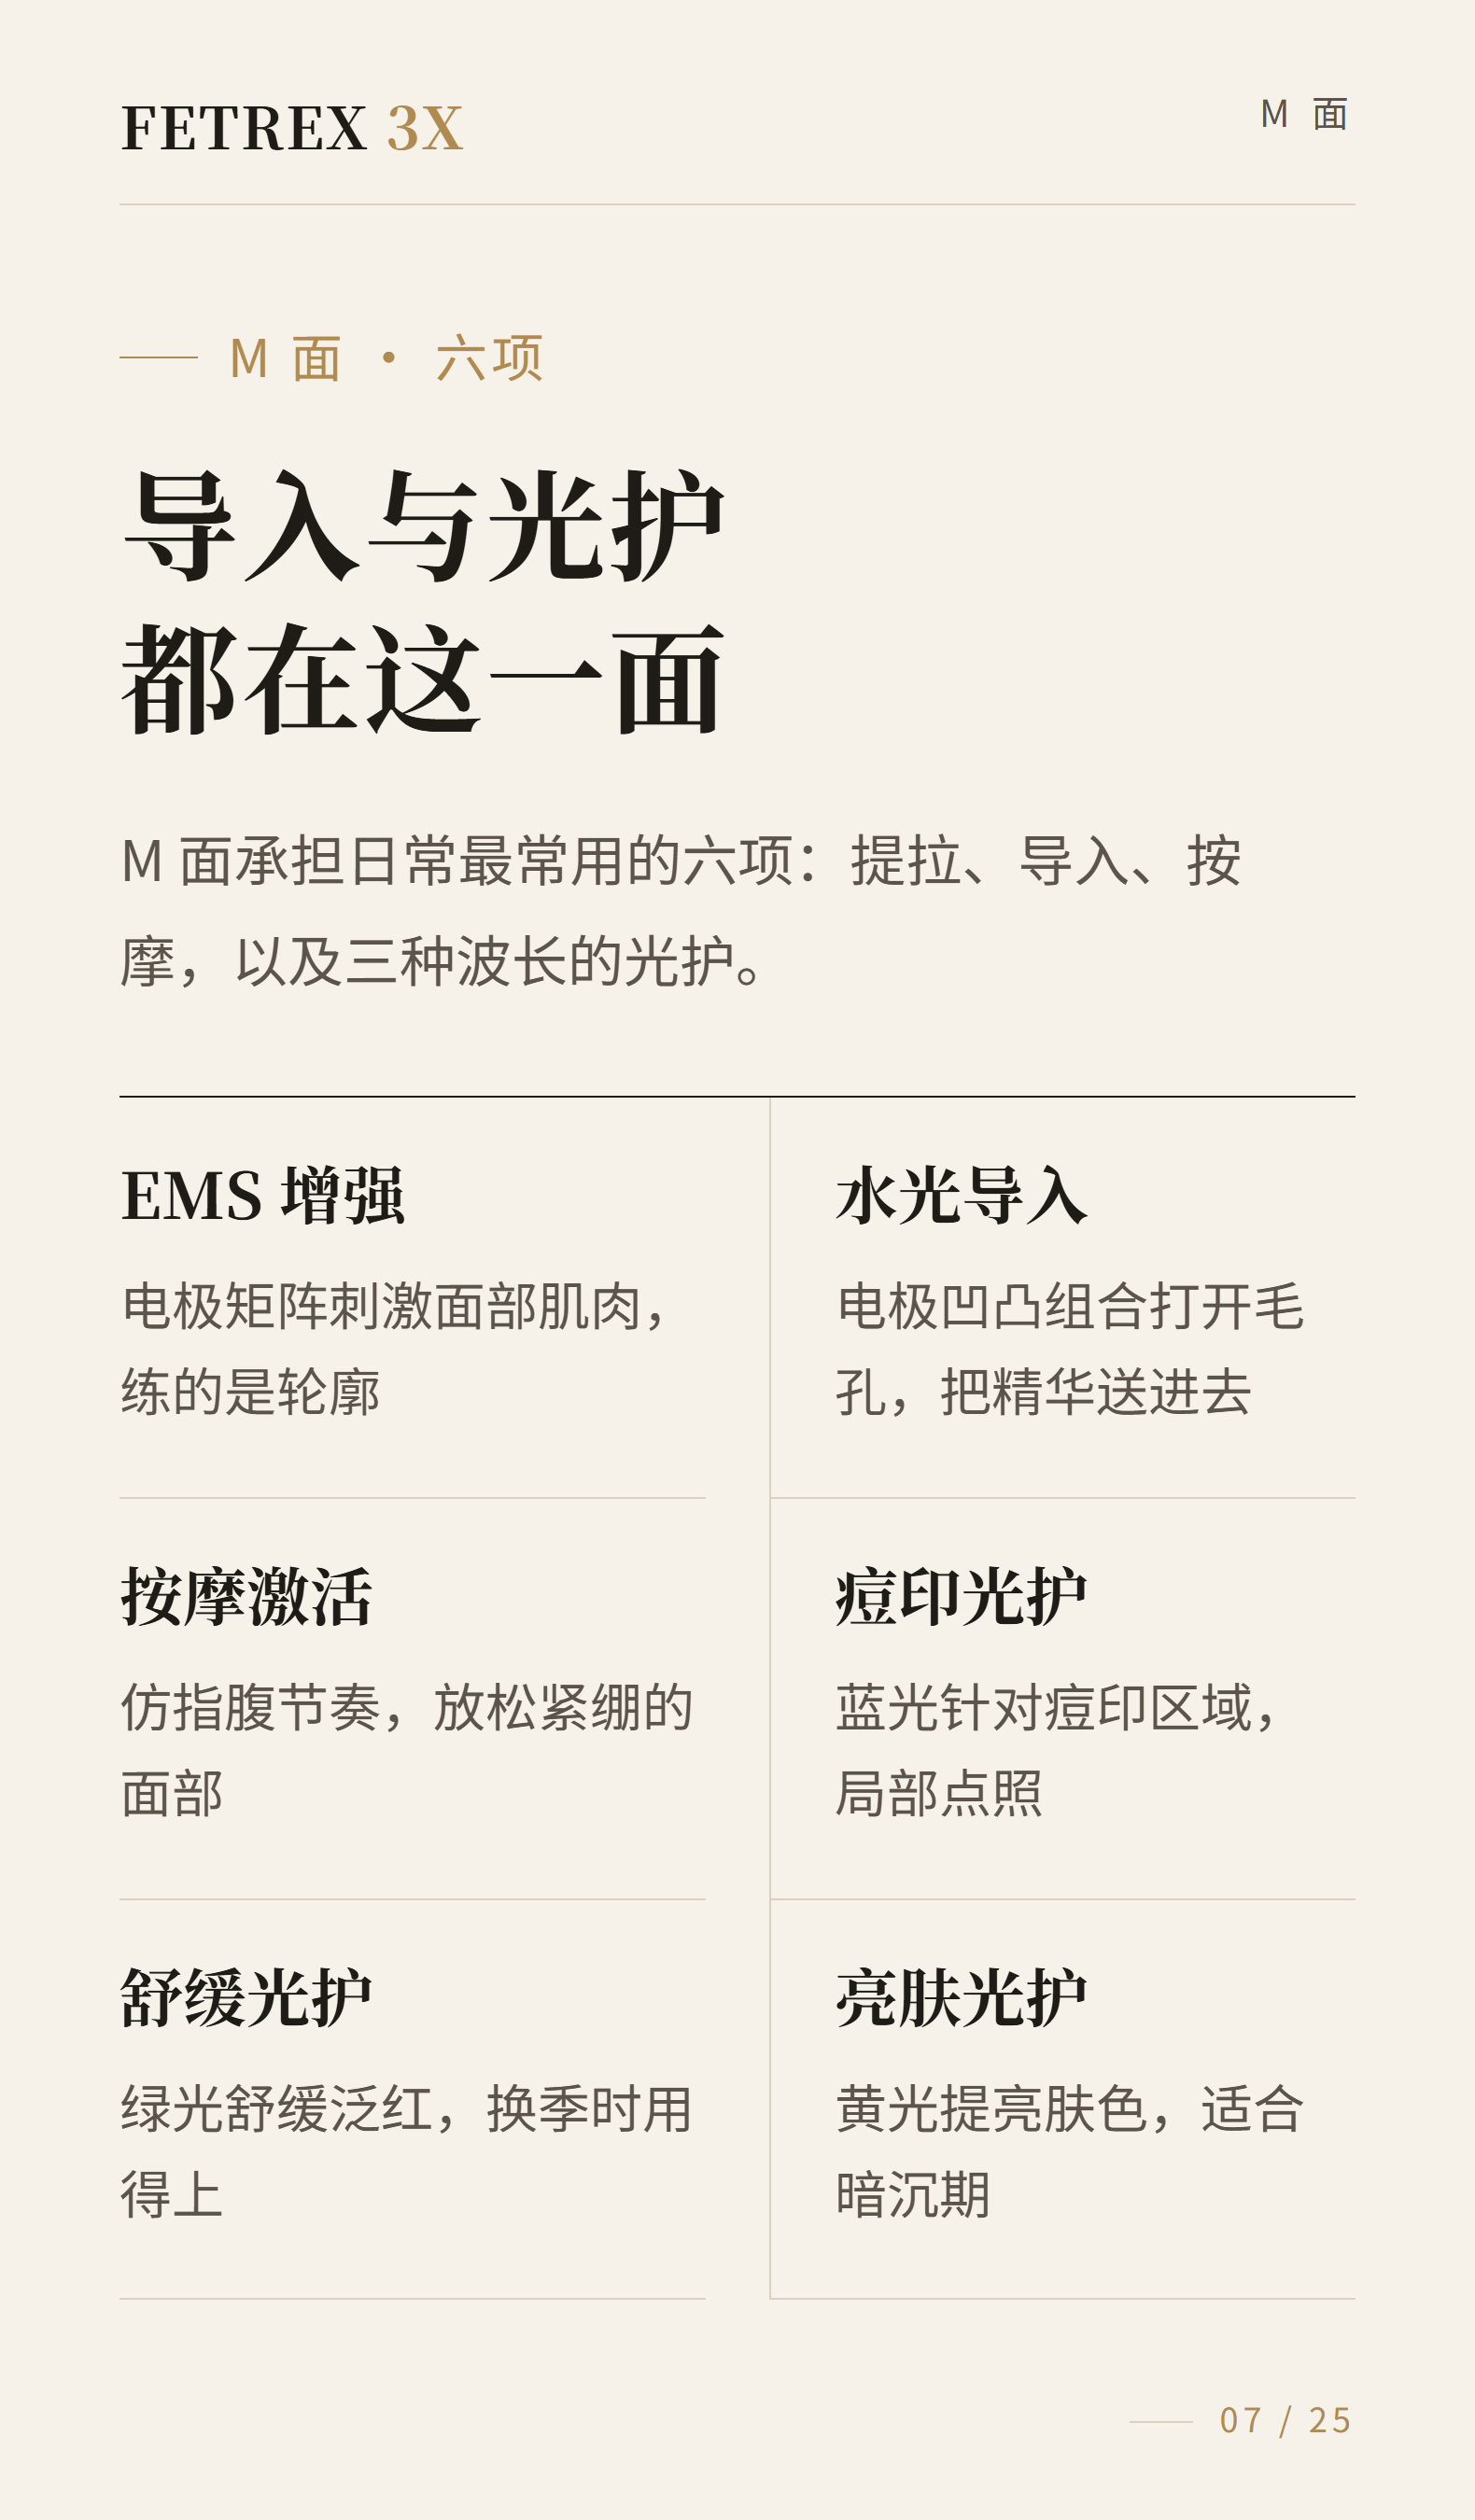 FETREX 3X
M 面
M 面 · 六项
导入与光护
都在这一面
M 面承担日常最常用的六项：提拉、导入、按
摩，以及三种波长的光护。
EMS 增强
电极矩阵刺激面部肌肉，
练的是轮廓
水光导入
电极凹凸组合打开毛
孔，把精华送进去
按摩激活
仿指腹节奏，放松紧绷的
面部
痘印光护
蓝光针对痘印区域，
局部点照
舒缓光护
绿光舒缓泛红，换季时用
得上
亮肤光护
黄光提亮肤色，适合
暗沉期
07 / 25